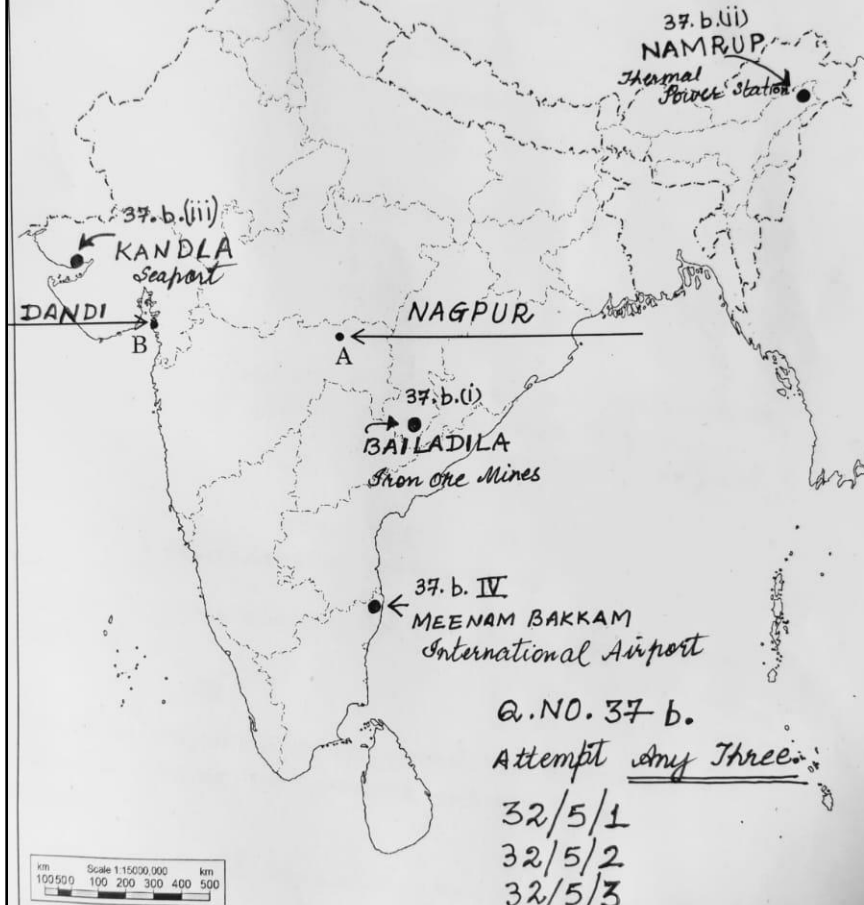 37. b.(ii)
NAMRUP
Thermal
Power Station
37. b.(iii)
KANDLA
Seaport
DANDI
B
NAGPUR
A
37. b.(i)
BAILADILA
Iron Ore Mines
37. b. IV
MEENAM BAKKAM
International Airport
Q.NO. 37 b.
Attempt Any Three.
32/5/1
32/5/2
32/5/3
km Scale 1:15000,000 km
100 50 0 100 200 300 400 500